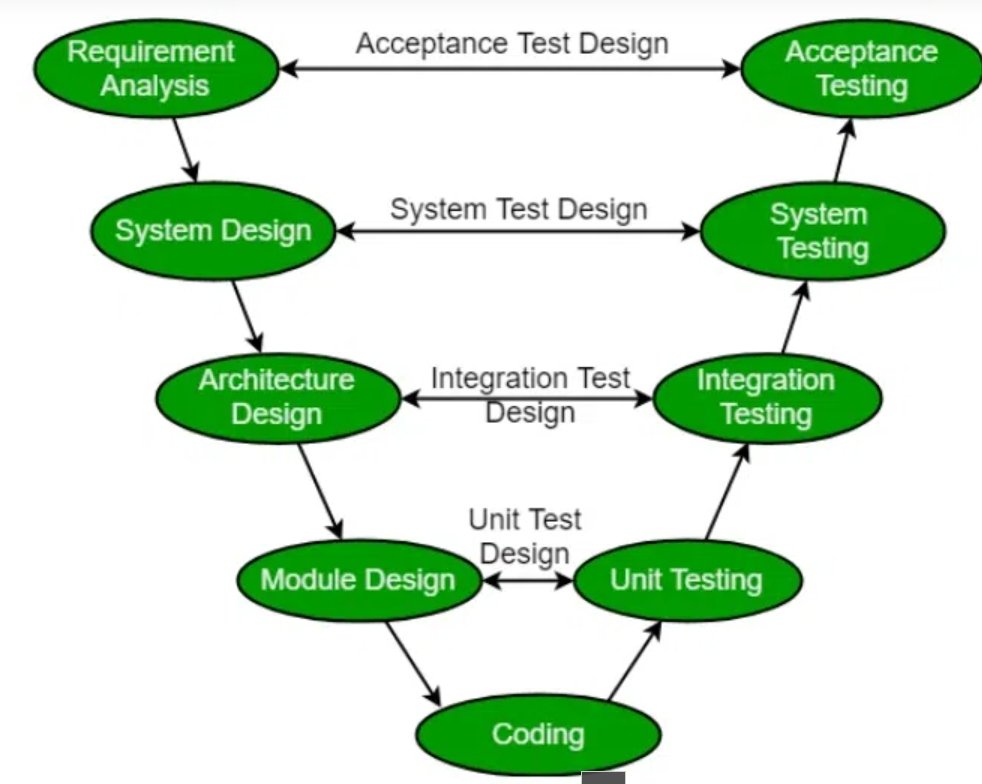 Requirement
Analysis
Acceptance Test Design
Acceptance
Testing
System Design
System Test Design
System
Testing
Architecture
Design
Integration Test
Design
Integration
Testing
Module Design
Unit Test
Design
Unit Testing
Coding